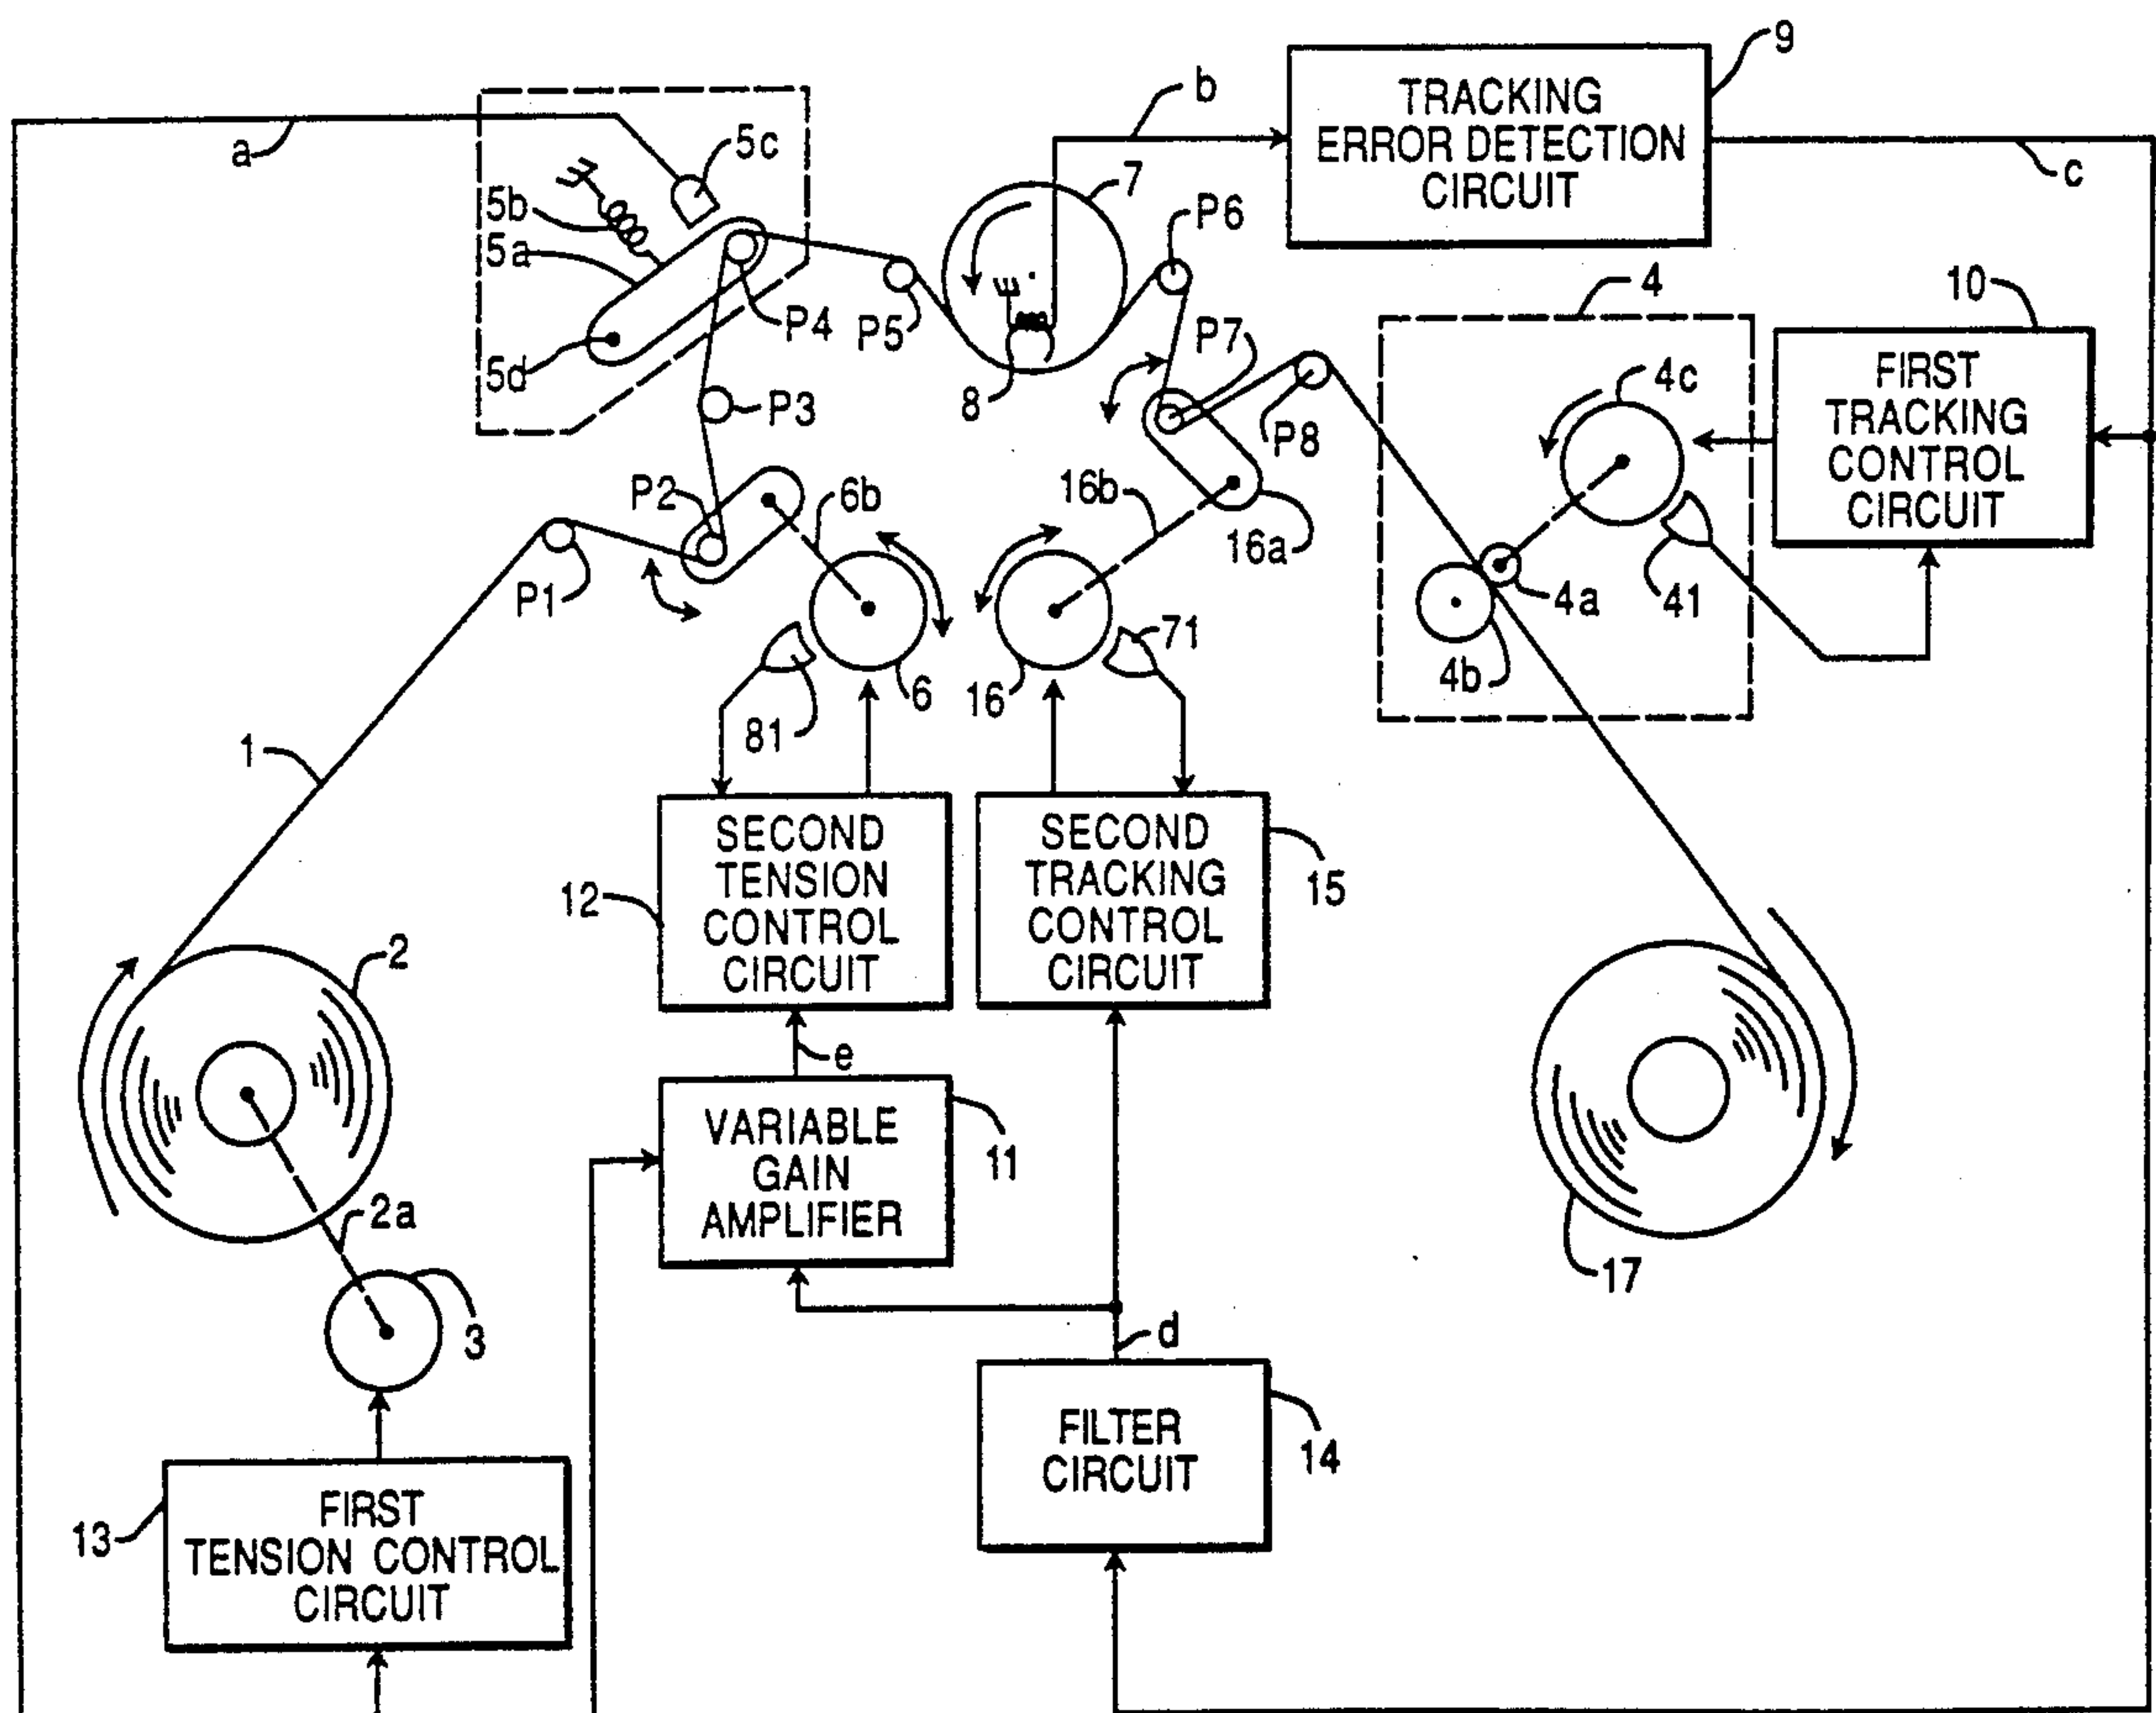 9
TRACKING
ERROR DETECTION
CIRCUIT
b
a
5c
c
7
5b
P6
5a
4
10
P4
P5
P7
5d
8
P3
P8
4c
FIRST
TRACKING
CONTROL
CIRCUIT
P2
6b
16b
16a
P1
4a
41
71
4b
6
16
81
1
SECOND
TENSION
CONTROL
CIRCUIT
12
SECOND
TRACKING
CONTROL
CIRCUIT
15
2
e
VARIABLE
GAIN
AMPLIFIER
11
2a
17
3
d
FILTER
CIRCUIT
14
FIRST
TENSION CONTROL
CIRCUIT
13